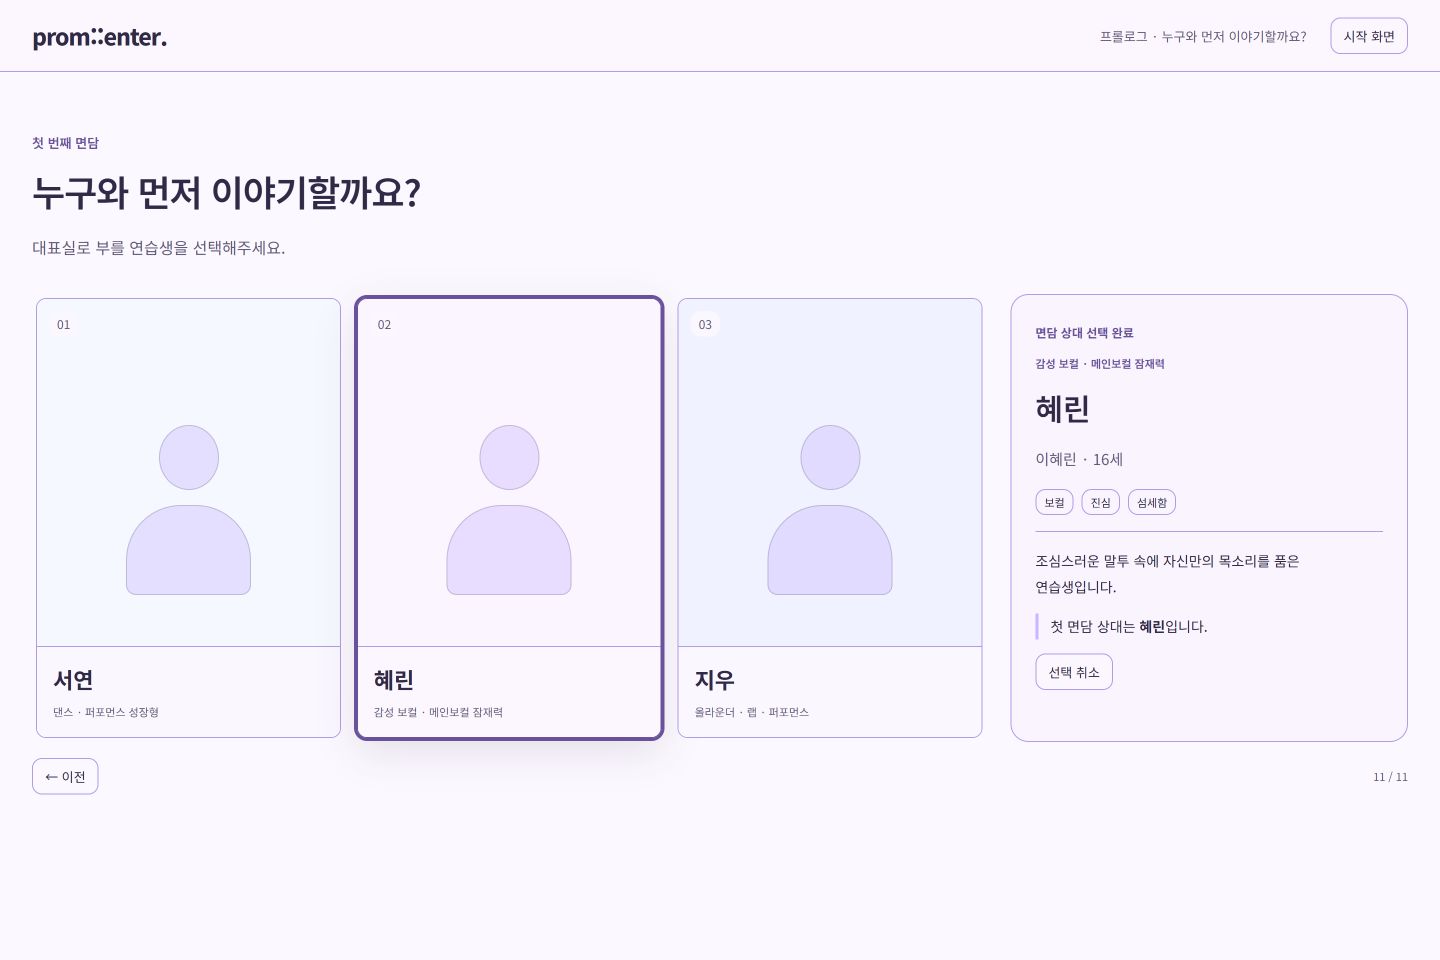 prom::enter.
프롤로그 · 누구와 먼저 이야기할까요?
시작 화면
첫 번째 면담
누구와 먼저 이야기할까요?
대표실로 부를 연습생을 선택해주세요.
01
서연
댄스 · 퍼포먼스 성장형
02
혜린
감성 보컬 · 메인보컬 잠재력
03
지우
올라운더 · 랩 · 퍼포먼스
면담 상대 선택 완료
감성 보컬 · 메인보컬 잠재력
혜린
이혜린 · 16세
보컬
진심
섬세함
조심스러운 말투 속에 자신만의 목소리를 품은
연습생입니다.
첫 면담 상대는 혜린입니다.
선택 취소
← 이전
11 / 11